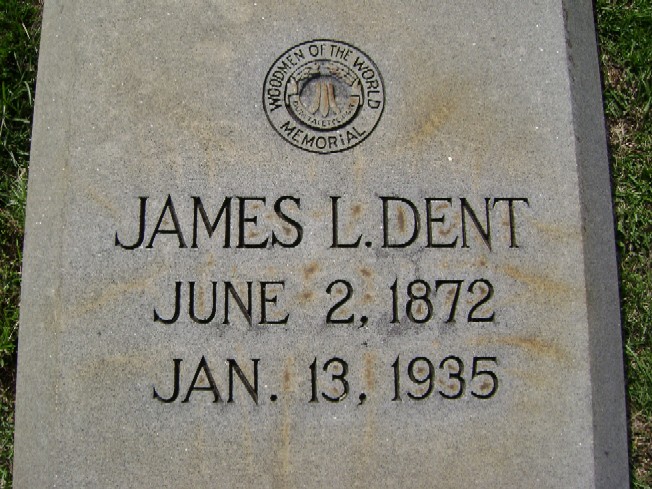 WOODMEN OF THE WORLD
MEMORIAL
JAMES L. DENT
JUNE 2, 1872
JAN. 13, 1935